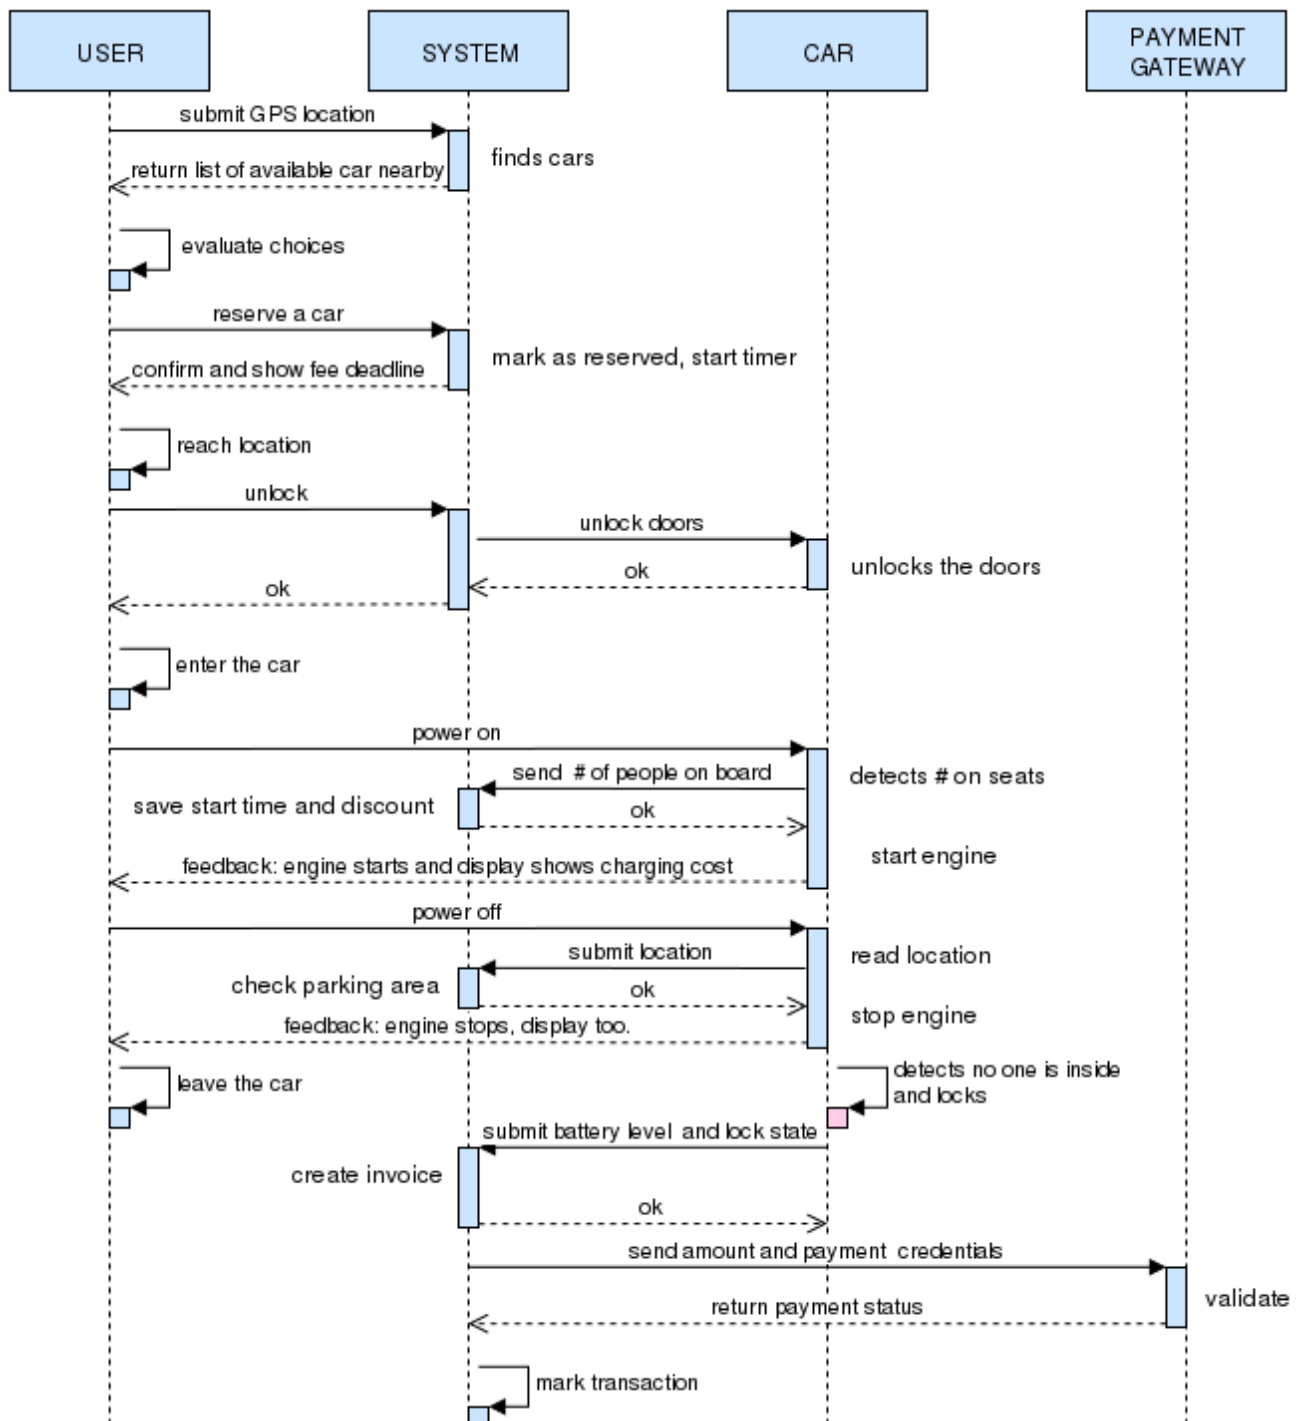 USER
SYSTEM
CAR
PAYMENT
GATEWAY
submit GPS location
finds cars
return list of available car nearby
evaluate choices
reserve a car
mark as reserved, start timer
confirm and show fee deadline
reach location
unlock
unlock doors
unlocks the doors
ok
ok
enter the car
power on
send # of people on board
detects # on seats
save start time and discount
ok
start engine
feedback: engine starts and display shows charging cost
power off
submit location
read location
check parking area
ok
stop engine
feedback: engine stops, display too.
leave the car
detects no one is inside
and locks
submit battery level and lock state
create invoice
ok
send amount and payment credentials
validate
return payment status
mark transaction